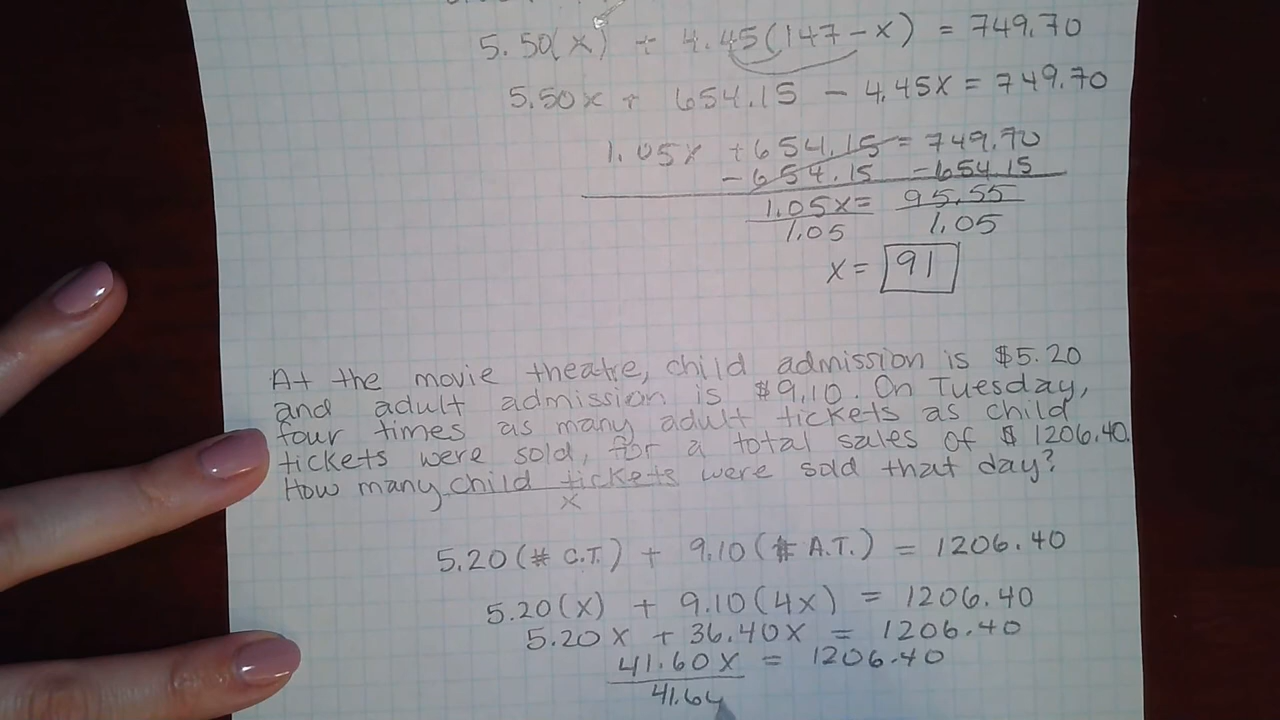 5.50(x) + 4.45(147 - x) = 749.70
5.50x + 654.15 - 4.45x = 749.70
1.05x + 654.15 = 749.70
- 654.15 - 654.15
1.05x = 95.55
1.05 1.05
x = 91
At the movie theatre, child admission is $5.20
and adult admission is $9.10. On Tuesday,
four times as many adult tickets as child
tickets were sold, for a total sales of $1206.40.
How many child tickets were sold that day?
x
5.20(# C.T.) + 9.10(# A.T.) = 1206.40
5.20(x) + 9.10(4x) = 1206.40
5.20x + 36.40x = 1206.40
41.60x = 1206.40
41.6